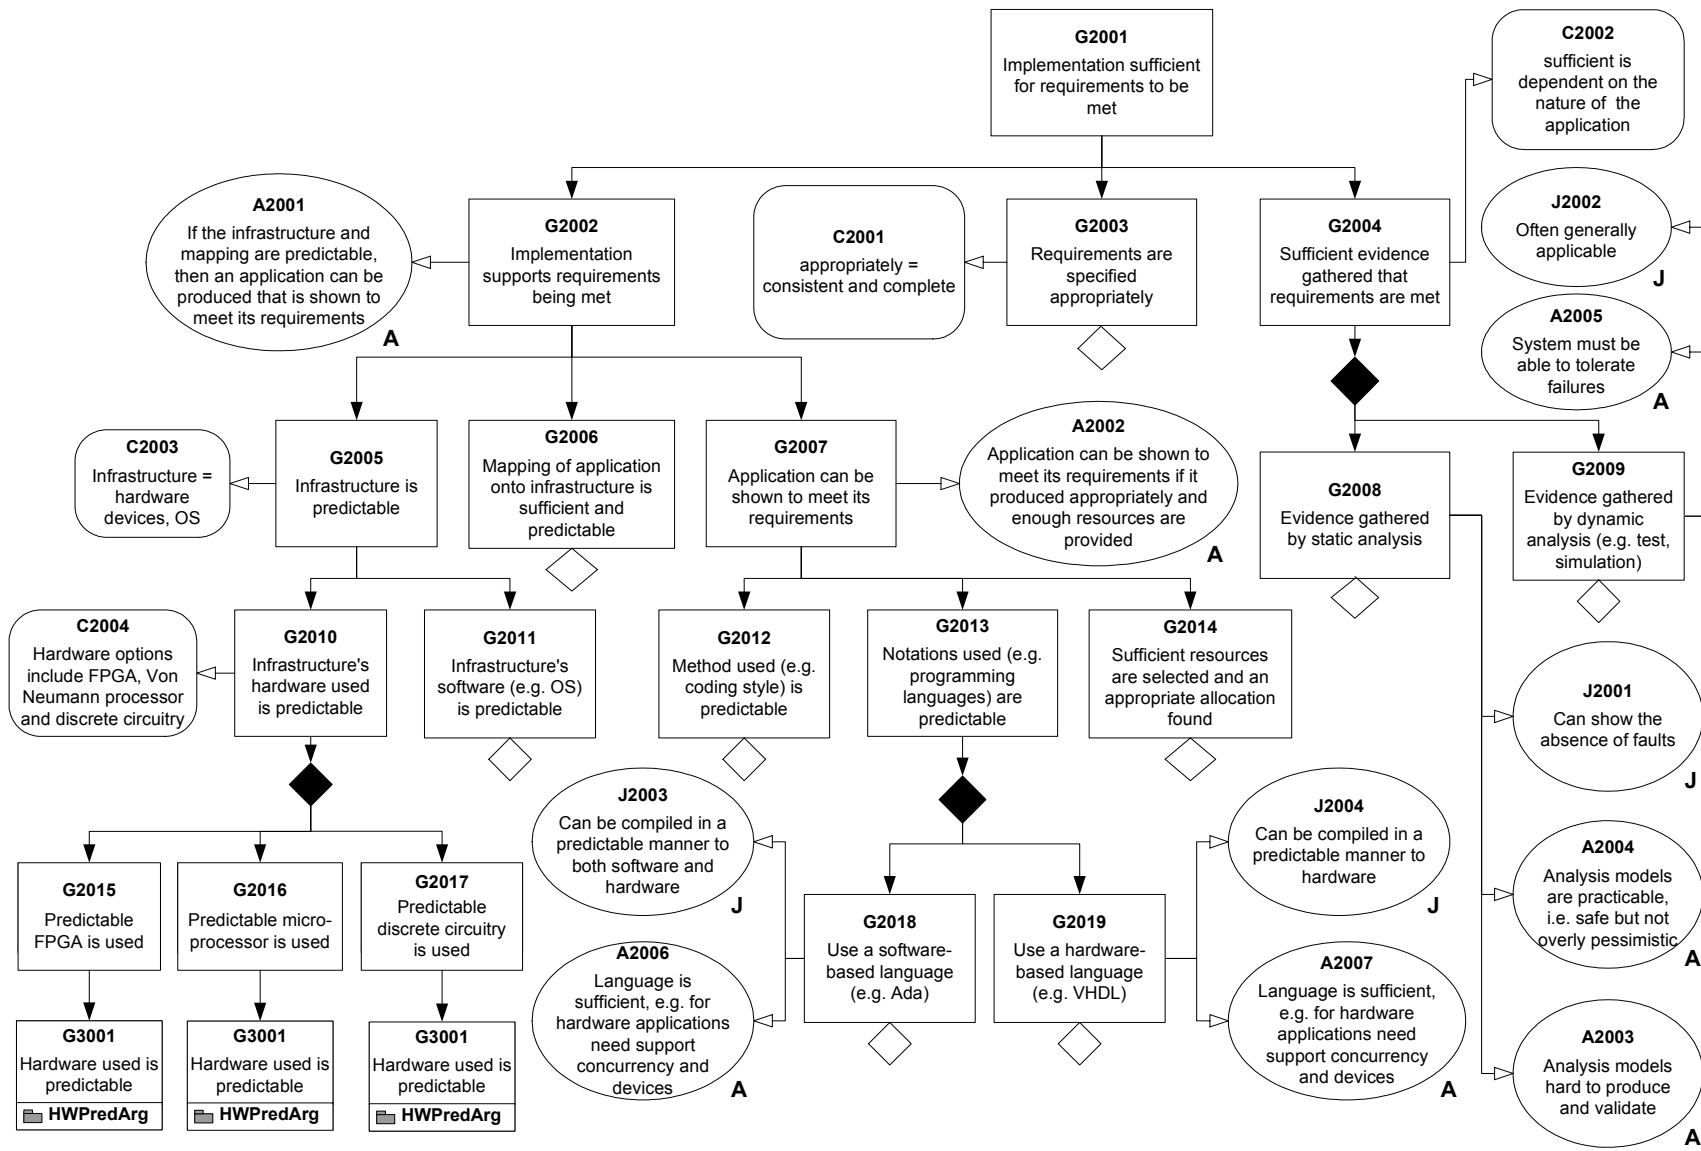 G2001
Implementation sufficient
for requirements to be
met
C2002
sufficient is
dependent on the
nature of the
application
A2001
If the infrastructure and
mapping are predictable,
then an application can be
produced that is shown to
meet its requirements
A
G2002
Implementation
supports requirements
being met
C2001
appropriately =
consistent and complete
G2003
Requirements are
specified
appropriately
G2004
Sufficient evidence
gathered that
requirements are met
J2002
Often generally
applicable
J
A2005
System must be
able to tolerate
failures
A
C2003
Infrastructure =
hardware
devices, OS
G2005
Infrastructure is
predictable
G2006
Mapping of application
onto infrastructure is
sufficient and
predictable
G2007
Application can be
shown to meet its
requirements
A2002
Application can be shown to
meet its requirements if it
produced appropriately and
enough resources are
provided
A
G2008
Evidence gathered
by static analysis
G2009
Evidence gathered
by dynamic
analysis (e.g. test,
simulation)
C2004
Hardware options
include FPGA, Von
Neumann processor
and discrete circuitry
G2010
Infrastructure's
hardware used
is predictable
G2011
Infrastructure's
software (e.g. OS)
is predictable
G2012
Method used (e.g.
coding style) is
predictable
G2013
Notations used (e.g.
programming
languages) are
predictable
G2014
Sufficient resources
are selected and an
appropriate allocation
found
J2001
Can show the
absence of faults
J
J2003
Can be compiled in a
predictable manner to
both software and
hardware
J
J2004
Can be compiled in a
predictable manner to
hardware
J
A2004
Analysis models
are practicable,
i.e. safe but not
overly pessimistic
A
G2015
Predictable
FPGA is used
G2016
Predictable micro-
processor is used
G2017
Predictable
discrete circuitry
is used
G2018
Use a software-
based language
(e.g. Ada)
G2019
Use a hardware-
based language
(e.g. VHDL)
A2006
Language is
sufficient, e.g. for
hardware applications
need support
concurrency and
devices
A
A2007
Language is sufficient,
e.g. for hardware
applications need
support concurrency
and devices
A
A2003
Analysis models
hard to produce
and validate
A
G3001
Hardware used is
predictable
HWPredArg
G3001
Hardware used is
predictable
HWPredArg
G3001
Hardware used is
predictable
HWPredArg